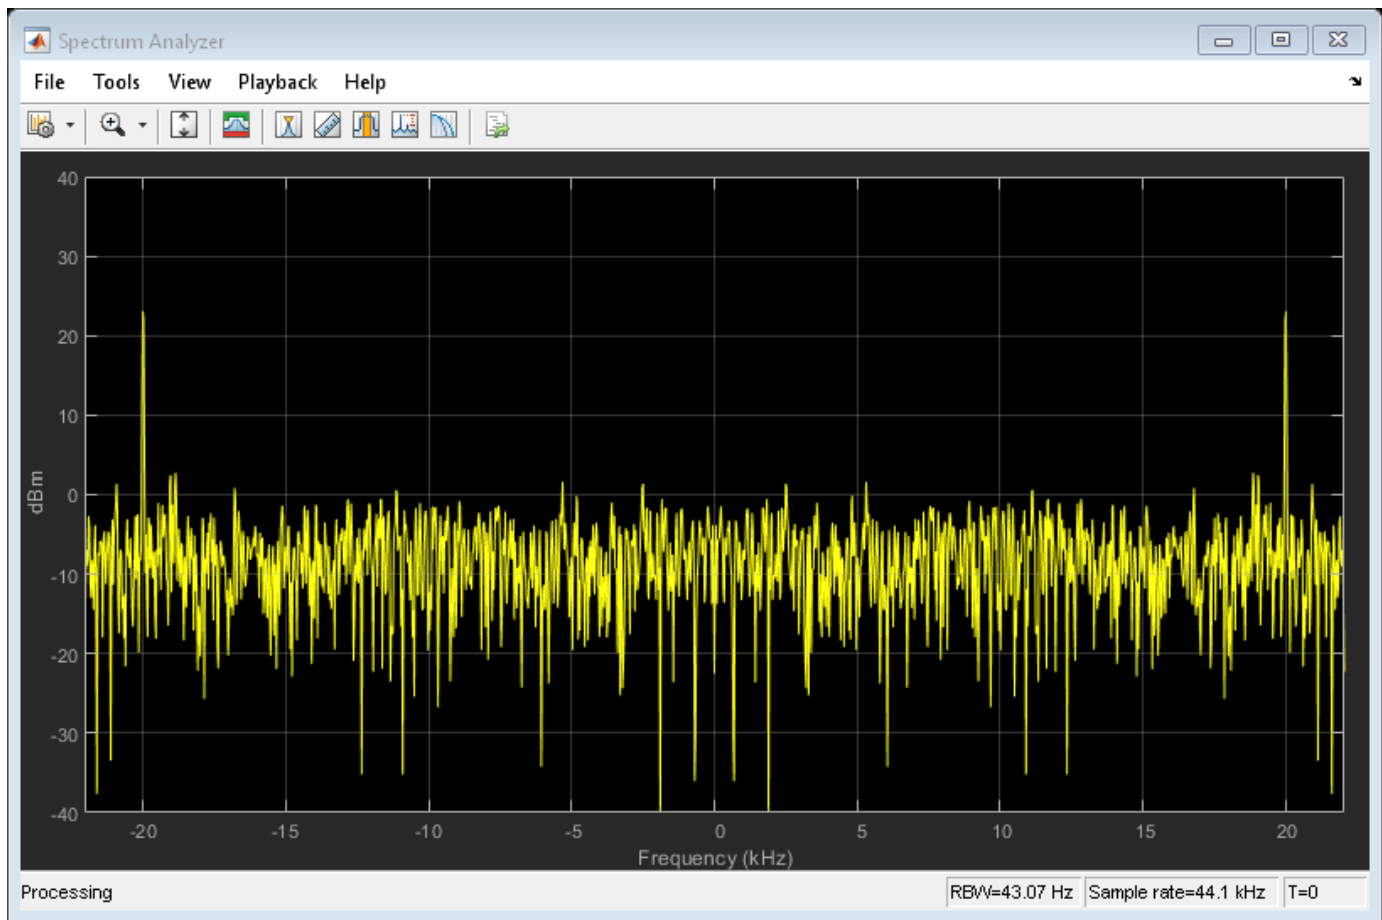 Spectrum Analyzer
File Tools View Playback Help
40
30
20
10
0
-10
-20
-30
-40
dBm
-20 -15 -10 -5 0 5 10 15 20
Frequency (kHz)
Processing RBW=43.07 Hz Sample rate=44.1 kHz T=0